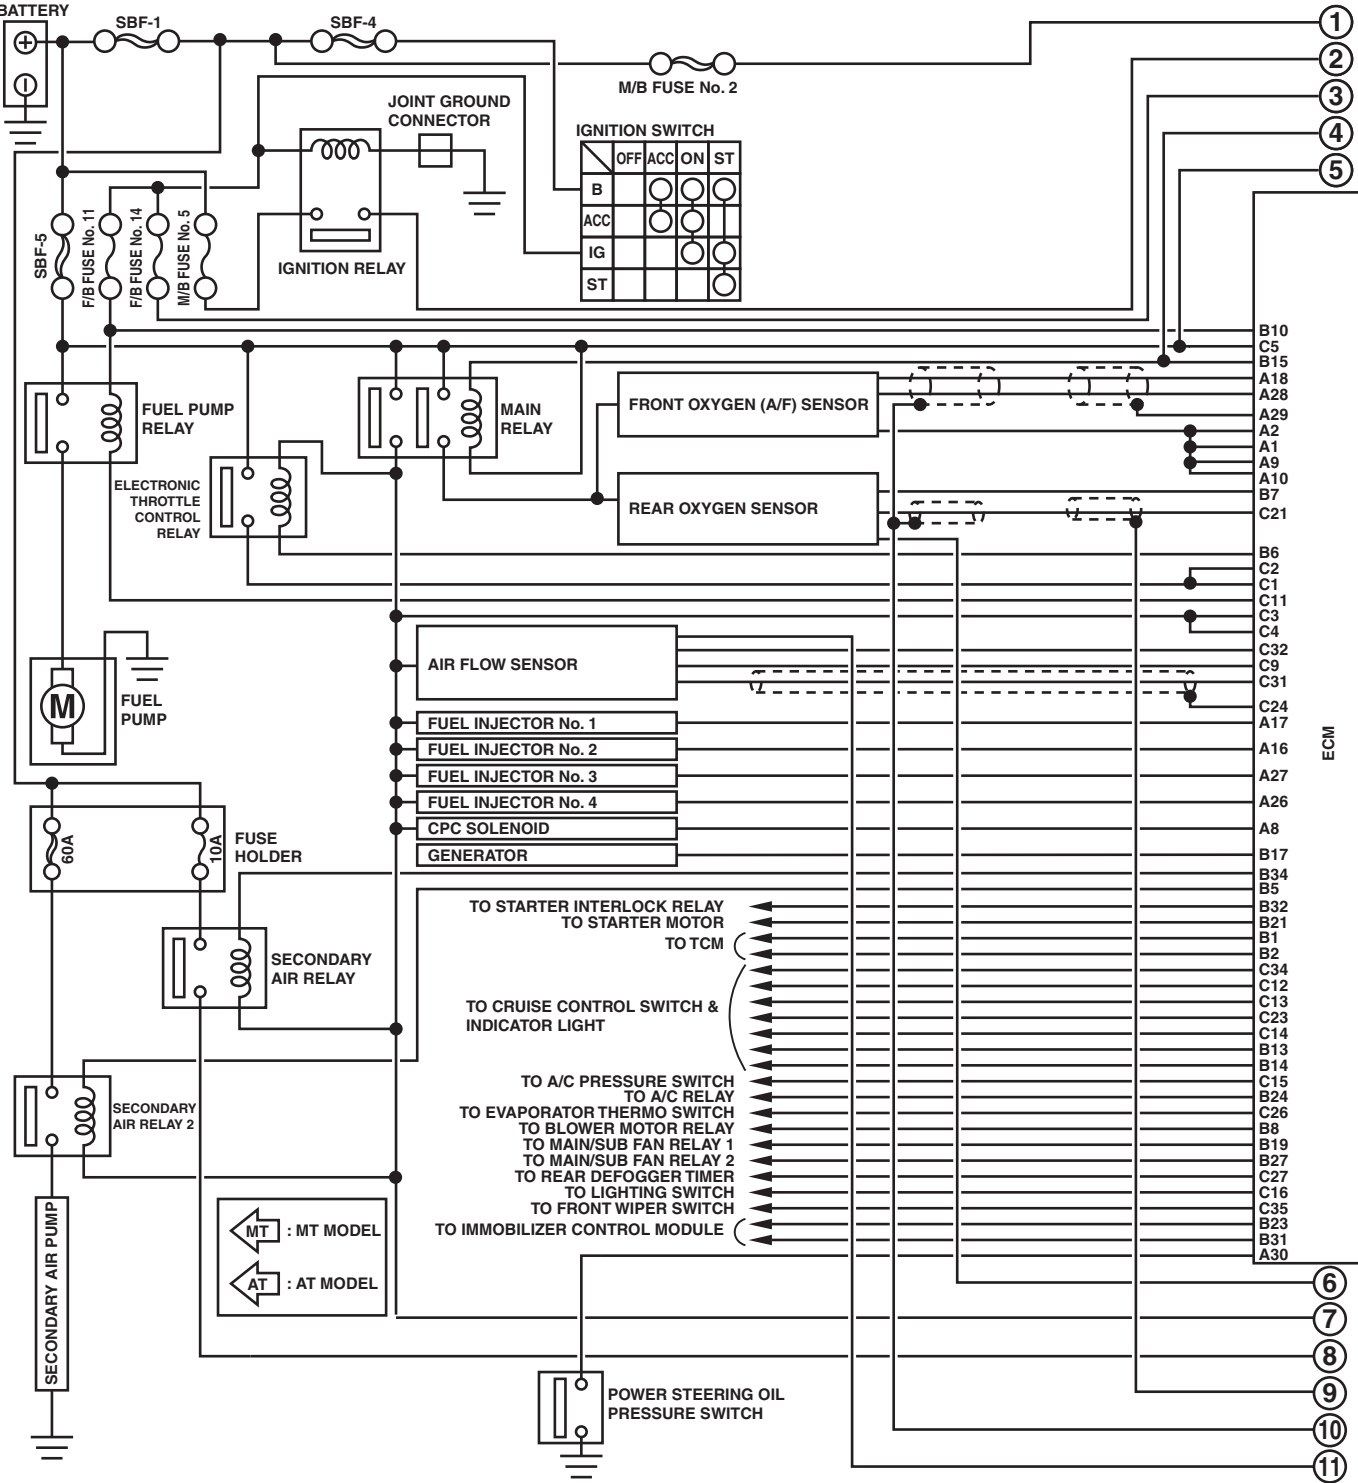 BATTERY
SBF-1
SBF-4
M/B FUSE No. 2
1
2
3
4
5
JOINT GROUND
CONNECTOR
IGNITION SWITCH
OFF ACC ON ST
B
ACC
IG
ST
IGNITION RELAY
SBF-5
F/B FUSE No. 11
F/B FUSE No. 14
M/B FUSE No. 5
FUEL PUMP
RELAY
MAIN
RELAY
ELECTRONIC
THROTTLE
CONTROL
RELAY
FRONT OXYGEN (A/F) SENSOR
REAR OXYGEN SENSOR
AIR FLOW SENSOR
M
FUEL
PUMP
FUEL INJECTOR No. 1
FUEL INJECTOR No. 2
FUEL INJECTOR No. 3
FUEL INJECTOR No. 4
CPC SOLENOID
GENERATOR
60A
10A
FUSE
HOLDER
SECONDARY
AIR RELAY
SECONDARY
AIR RELAY 2
SECONDARY AIR PUMP
MT : MT MODEL
AT : AT MODEL
TO STARTER INTERLOCK RELAY
TO STARTER MOTOR
TO TCM
TO CRUISE CONTROL SWITCH &
INDICATOR LIGHT
TO A/C PRESSURE SWITCH
TO A/C RELAY
TO EVAPORATOR THERMO SWITCH
TO BLOWER MOTOR RELAY
TO MAIN/SUB FAN RELAY 1
TO MAIN/SUB FAN RELAY 2
TO REAR DEFOGGER TIMER
TO LIGHTING SWITCH
TO FRONT WIPER SWITCH
TO IMMOBILIZER CONTROL MODULE
POWER STEERING OIL
PRESSURE SWITCH
B10
C5
B15
A18
A28
A29
A2
A1
A9
A10
B7
C21
B6
C2
C1
C11
C3
C4
C32
C9
C31
C24
A17
A16
A27
A26
A8
B17
B34
B5
B32
B21
B1
B2
C34
C12
C13
C23
C14
B13
B14
C15
B24
C26
B8
B19
B27
C27
C16
C35
B23
B31
A30
ECM
6
7
8
9
10
11